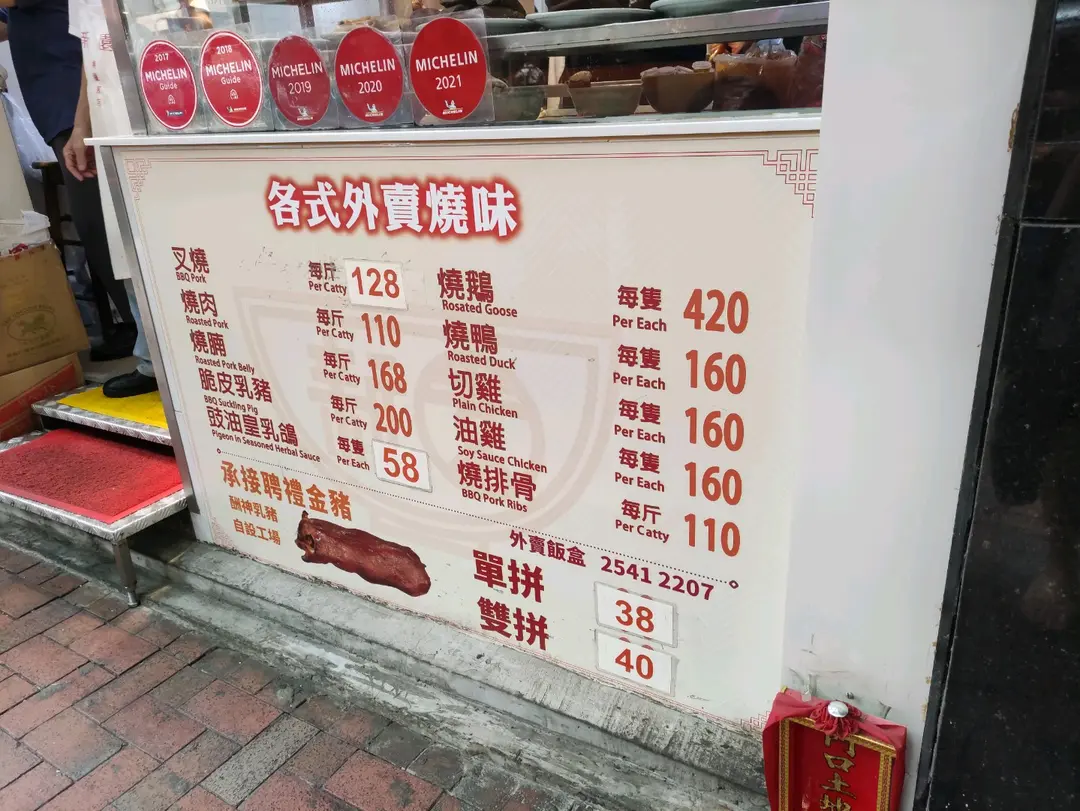 2017
MICHELIN
Guide
2018
MICHELIN
Guide
MICHELIN
2019
MICHELIN
2020
MICHELIN
2021
MICHELIN
各式外賣燒味
叉燒 每斤 128
BBQ Pork Per Catty
燒肉 每斤 110
Roasted Pork Per Catty
燒腩 每斤 168
Roasted Pork Belly Per Catty
脆皮乳豬 每斤 200
BBQ Suckling Pig Per Catty
豉油皇乳鴿 每隻 58
Pigeon in Seasoned Herbal Sauce Per Each
燒鵝 每隻 420
Rosated Goose Per Each
燒鴨 每隻 160
Roasted Duck Per Each
切雞 每隻 160
Plain Chicken Per Each
油雞 每隻 160
Soy Sauce Chicken Per Each
燒排骨 每斤 110
BBQ Pork Ribs Per Catty
承接聘禮金豬
酬神乳豬
自設工場
外賣飯盒 2541 2207
單拼 38
雙拼 40
門口土地